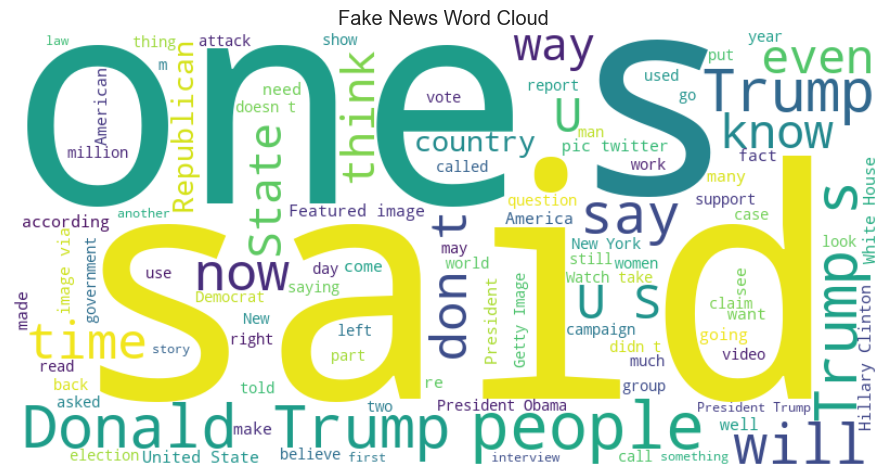 Fake News Word Cloud
law
thing
attack
show
way
year
put
even
m
need
doesn t
one
s
U
used
go
Trump
American
Republican
think
vote
report
man
know
million
State
country
called
pic twitter
work
fact
many
White House
according
another
Featured image
t
question
America
say
support
case
Trump s
made
image via
government
use
now
day
come
may
world
New York
still
women
look
said
Democrat
saying
don
President
Getty Image
Watch
take
U S
see
claim
want
Hillary Clinton
New
time
story
right
left
part
campaign
didn t
going
read
much
video
back
told
re
group
asked
Donald Trump
two
President Obama
people
President Trump
make
well
will
election
United State
believe
first
interview
call
something